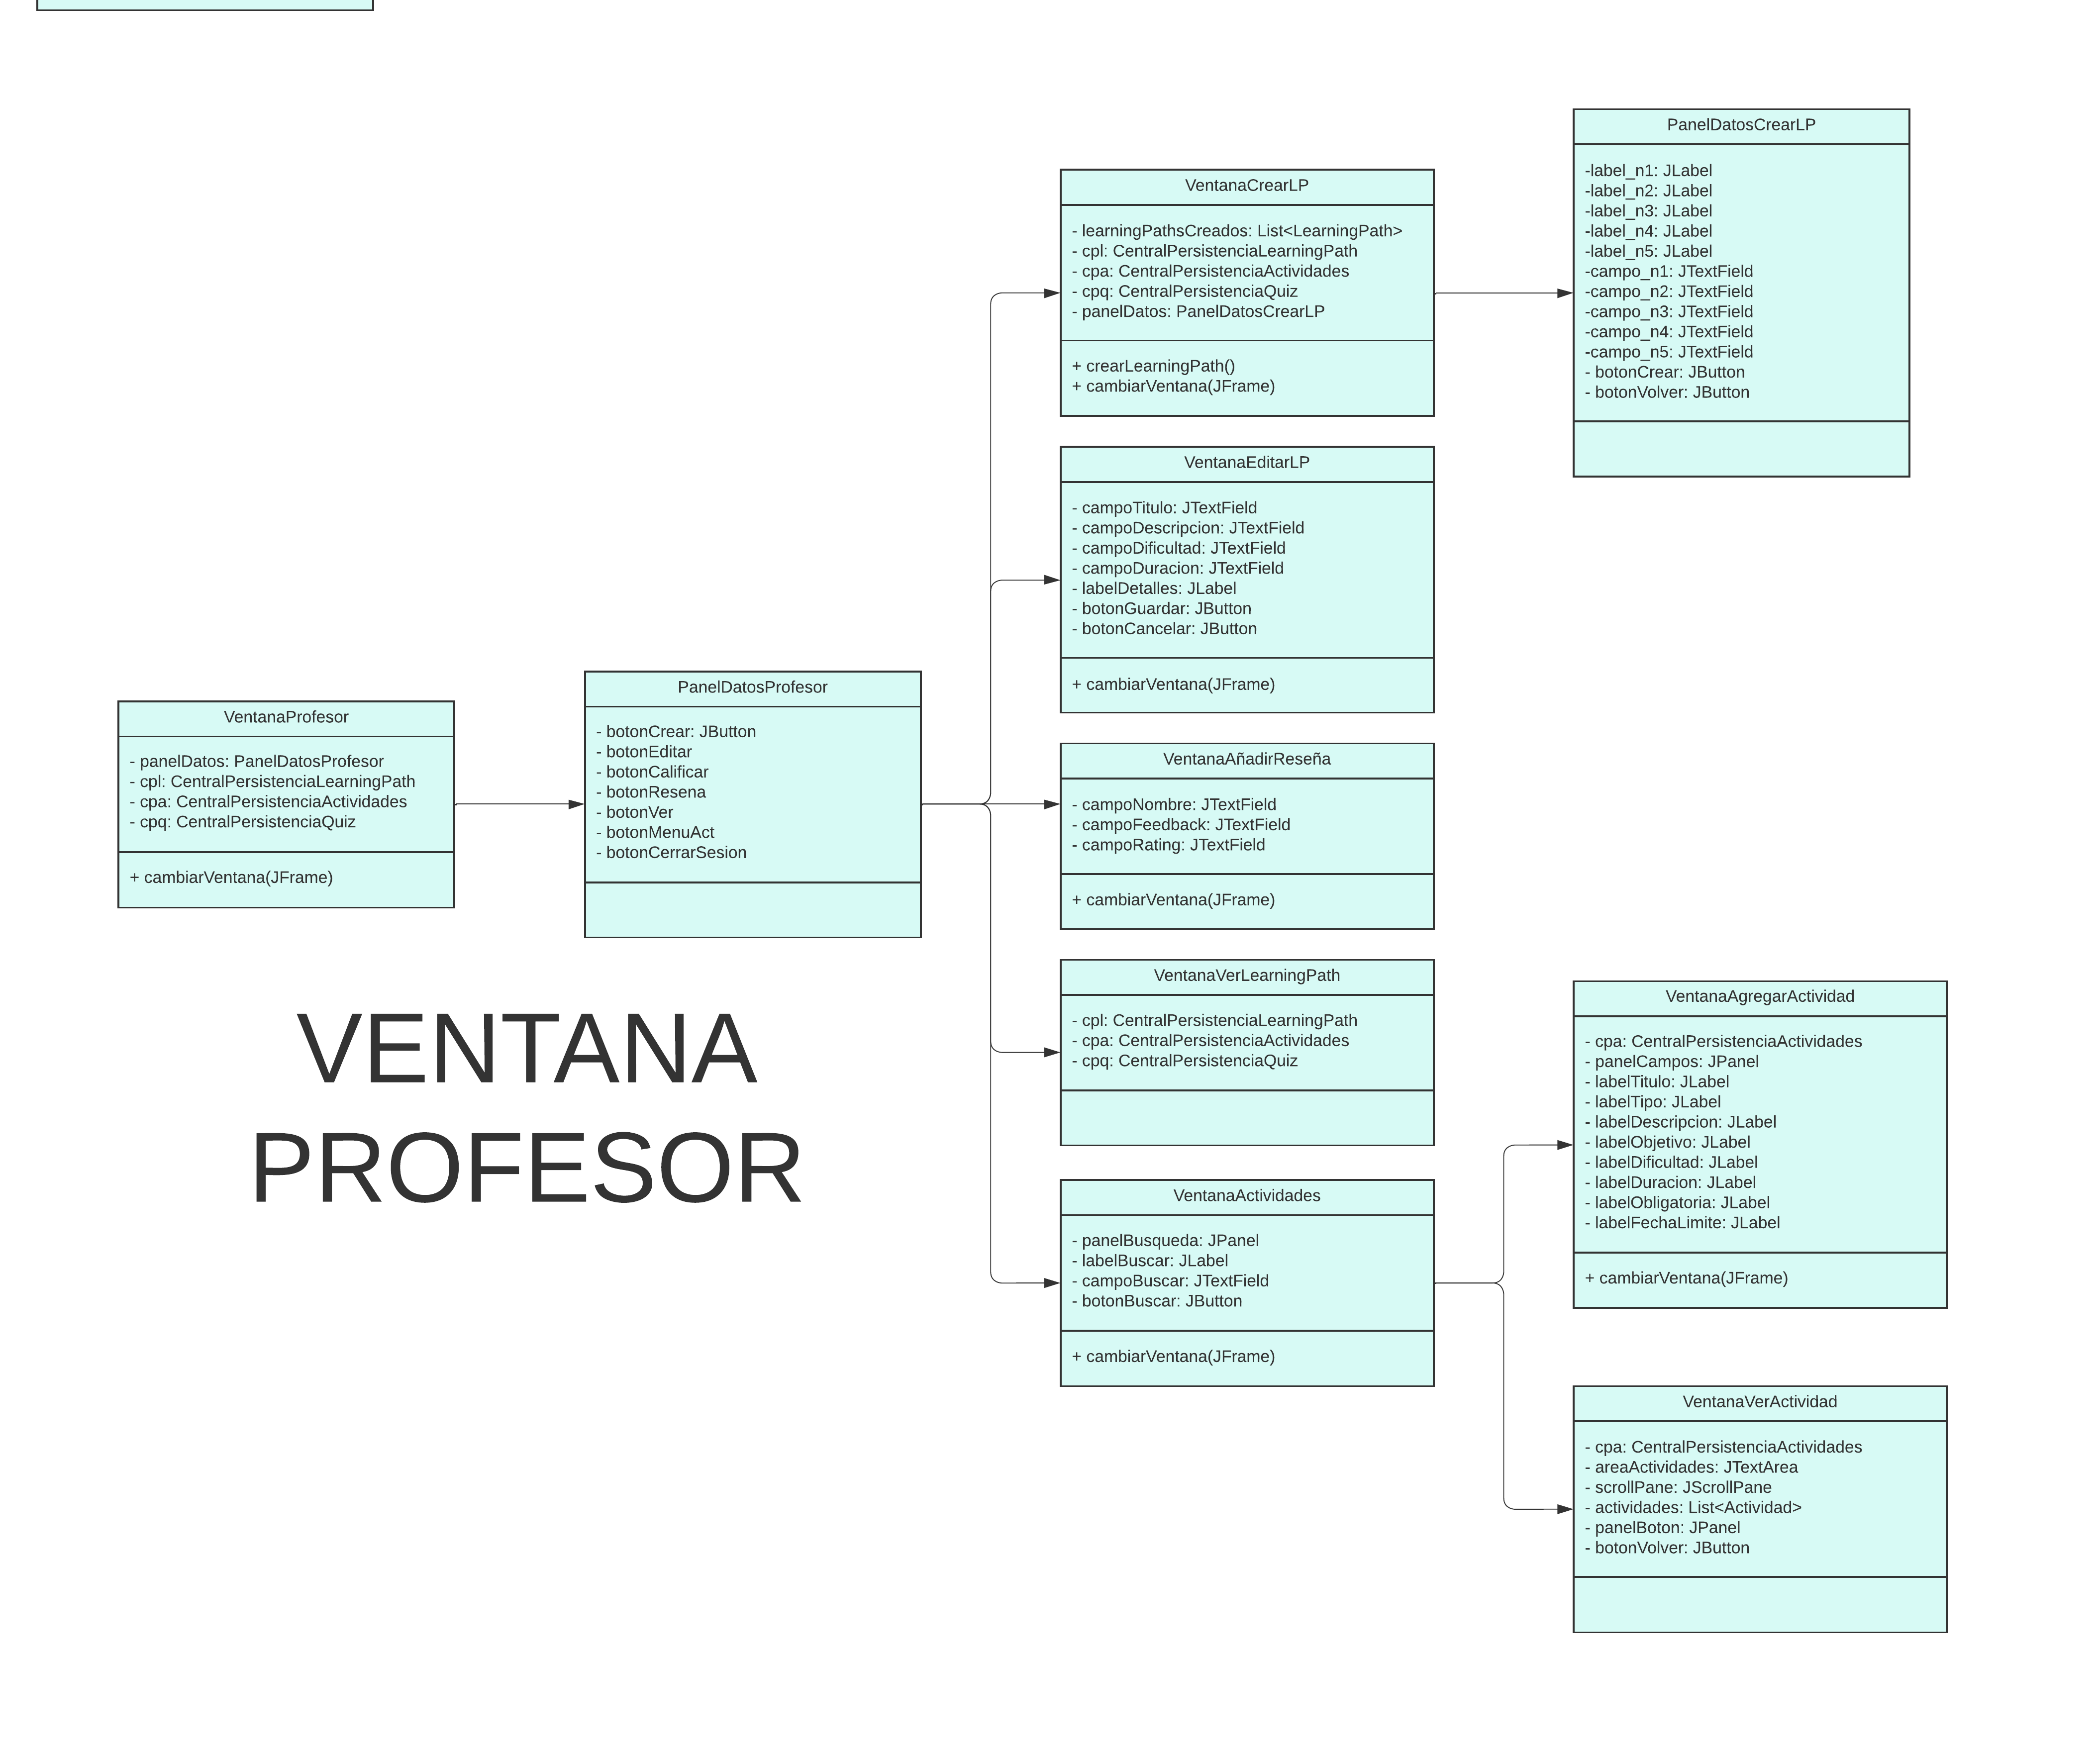 PanelDatosCrearLP
-label_n1: JLabel
-label_n2: JLabel
-label_n3: JLabel
-label_n4: JLabel
-label_n5: JLabel
-campo_n1: JTextField
-campo_n2: JTextField
-campo_n3: JTextField
-campo_n4: JTextField
-campo_n5: JTextField
- botonCrear: JButton
- botonVolver: JButton
VentanaCrearLP
- learningPathsCreados: List<LearningPath>
- cpl: CentralPersistenciaLearningPath
- cpa: CentralPersistenciaActividades
- cpq: CentralPersistenciaQuiz
- panelDatos: PanelDatosCrearLP
+ crearLearningPath()
+ cambiarVentana(JFrame)
VentanaEditarLP
- campoTitulo: JTextField
- campoDescripcion: JTextField
- campoDificultad: JTextField
- campoDuracion: JTextField
- labelDetalles: JLabel
- botonGuardar: JButton
- botonCancelar: JButton
+ cambiarVentana(JFrame)
VentanaProfesor
- panelDatos: PanelDatosProfesor
- cpl: CentralPersistenciaLearningPath
- cpa: CentralPersistenciaActividades
- cpq: CentralPersistenciaQuiz
+ cambiarVentana(JFrame)
PanelDatosProfesor
- botonCrear: JButton
- botonEditar
- botonCalificar
- botonResena
- botonVer
- botonMenuAct
- botonCerrarSesion
VentanaAñadirReseña
- campoNombre: JTextField
- campoFeedback: JTextField
- campoRating: JTextField
+ cambiarVentana(JFrame)
VentanaVerLearningPath
- cpl: CentralPersistenciaLearningPath
- cpa: CentralPersistenciaActividades
- cpq: CentralPersistenciaQuiz
VENTANA
PROFESOR
VentanaActividades
- panelBusqueda: JPanel
- labelBuscar: JLabel
- campoBuscar: JTextField
- botonBuscar: JButton
+ cambiarVentana(JFrame)
VentanaAgregarActividad
- cpa: CentralPersistenciaActividades
- panelCampos: JPanel
- labelTitulo: JLabel
- labelTipo: JLabel
- labelDescripcion: JLabel
- labelObjetivo: JLabel
- labelDificultad: JLabel
- labelDuracion: JLabel
- labelObligatoria: JLabel
- labelFechaLimite: JLabel
+ cambiarVentana(JFrame)
VentanaVerActividad
- cpa: CentralPersistenciaActividades
- areaActividades: JTextArea
- scrollPane: JScrollPane
- actividades: List<Actividad>
- panelBoton: JPanel
- botonVolver: JButton